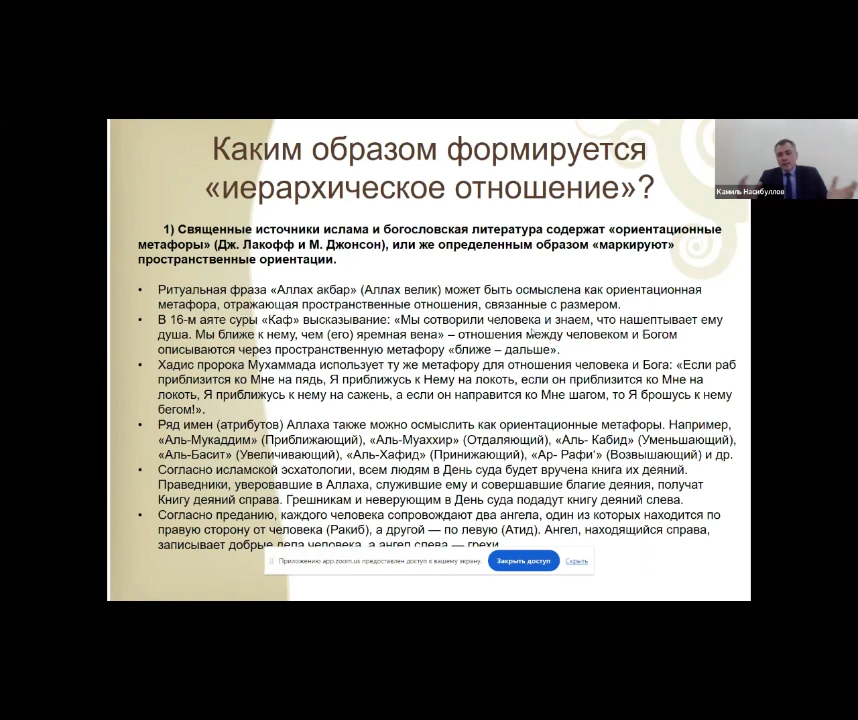 Каким образом формируется
«иерархическое отношение»?
Камиль Насибуллов
1) Священные источники ислама и богословская литература содержат «ориентационные
метафоры» (Дж. Лакофф и М. Джонсон), или же определенным образом «маркируют»
пространственные ориентации.
• Ритуальная фраза «Аллах акбар» (Аллах велик) может быть осмыслена как ориентационная
метафора, отражающая пространственные отношения, связанные с размером.
• В 16-м аяте суры «Каф» высказывание: «Мы сотворили человека и знаем, что нашептывает ему
душа. Мы ближе к нему, чем (его) яремная вена» – отношения между человеком и Богом
описываются через пространственную метафору «ближе – дальше».
• Хадис пророка Мухаммада использует ту же метафору для отношения человека и Бога: «Если раб
приблизится ко Мне на пядь, Я приближусь к Нему на локоть, если он приблизится ко Мне на
локоть, Я приближусь к нему на сажень, а если он направится ко Мне шагом, то Я брошусь к нему
бегом!».
• Ряд имен (атрибутов) Аллаха также можно осмыслить как ориентационные метафоры. Например,
«Аль-Мукаддим» (Приближающий), «Аль-Муаххир» (Отдаляющий), «Аль- Кабид» (Уменьшающий),
«Аль-Басит» (Увеличивающий), «Аль-Хафид» (Принижающий), «Ар- Рафи’» (Возвышающий) и др.
• Согласно исламской эсхатологии, всем людям в День суда будет вручена книга их деяний.
Праведники, уверовавшие в Аллаха, служившие ему и совершавшие благие деяния, получат
Книгу деяний справа. Грешникам и неверующим в День суда подадут книгу деяний слева.
• Согласно преданию, каждого человека сопровождают два ангела, один из которых находится по
правую сторону от человека (Ракиб), а другой — по левую (Атид). Ангел, находящийся справа,
записывает добрые дела человека, а ангел слева — грехи.
Приложению app.zoom.us предоставлен доступ к вашему экрану.
Закрыть доступ
Скрыть